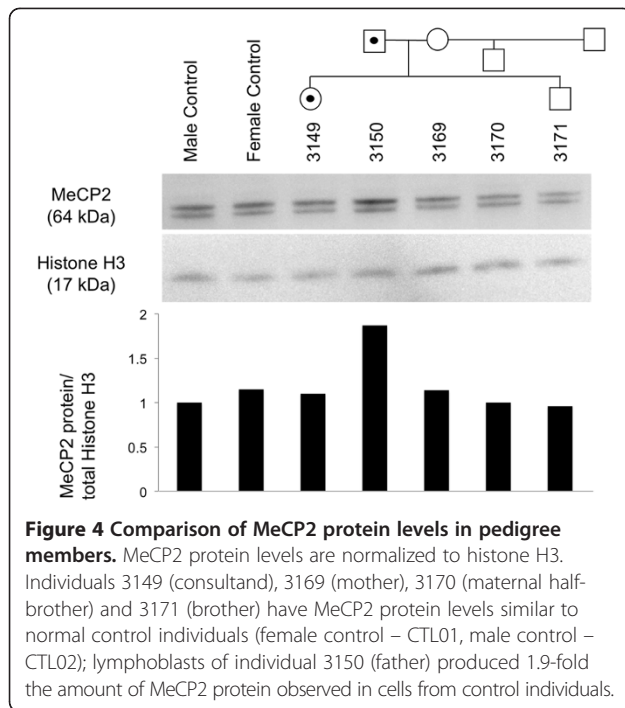 Male Control
Female Control
3149
3150
3169
3170
3171
MeCP2
(64 kDa)
Histone H3
(17 kDa)
MeCP2 protein/
total Histone H3
2
1.5
1
0.5
0
Figure 4 Comparison of MeCP2 protein levels in pedigree
members. MeCP2 protein levels are normalized to histone H3.
Individuals 3149 (consultand), 3169 (mother), 3170 (maternal half-
brother) and 3171 (brother) have MeCP2 protein levels similar to
normal control individuals (female control – CTL01, male control –
CTL02); lymphoblasts of individual 3150 (father) produced 1.9-fold
the amount of MeCP2 protein observed in cells from control individuals.